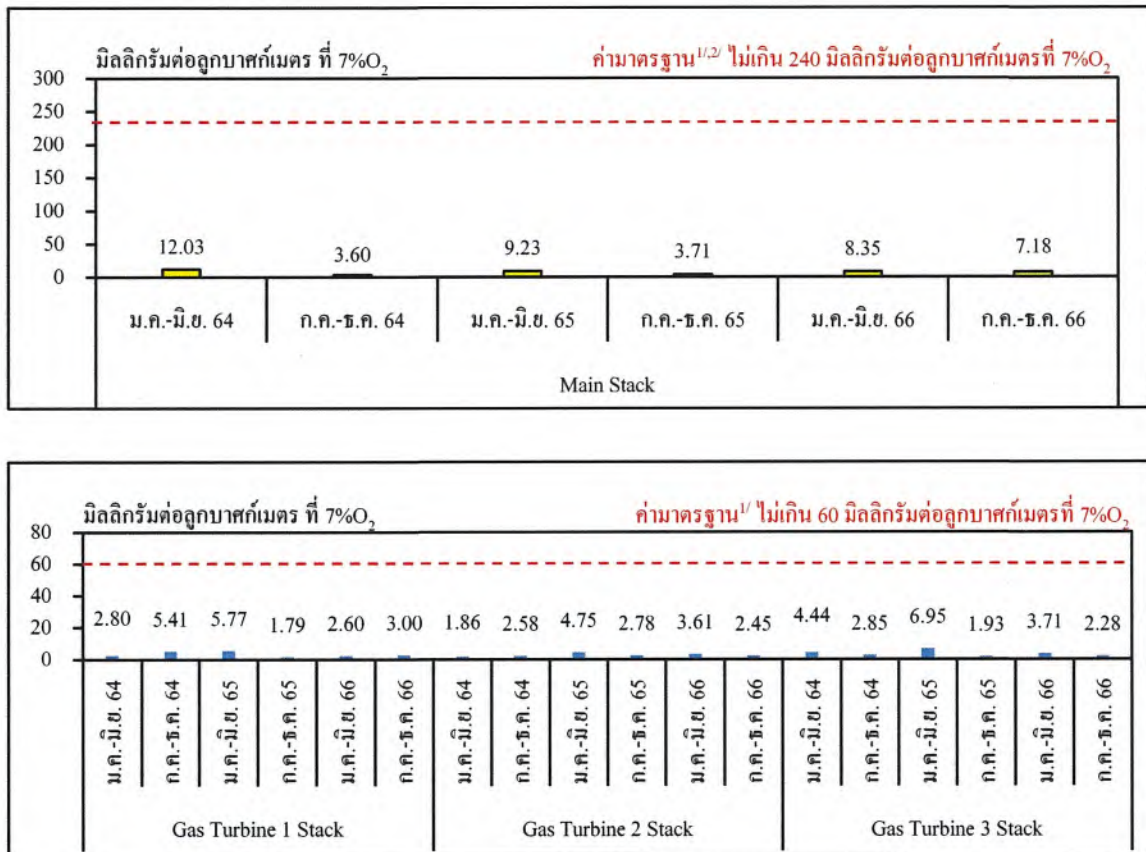 มิลลิกรัมต่อลูกบาศก์เมตร ที่ 7%O₂ ค่ามาตรฐาน¹/,²/ ไม่เกิน 240 มิลลิกรัมต่อลูกบาศก์เมตรที่ 7%O₂
300
250
200
150
100
50
0
12.03 3.60 9.23 3.71 8.35 7.18
ม.ค.-มิ.ย. 64 ก.ค.-ธ.ค. 64 ม.ค.-มิ.ย. 65 ก.ค.-ธ.ค. 65 ม.ค.-มิ.ย. 66 ก.ค.-ธ.ค. 66
Main Stack
มิลลิกรัมต่อลูกบาศก์เมตร ที่ 7%O₂ ค่ามาตรฐาน¹/ ไม่เกิน 60 มิลลิกรัมต่อลูกบาศก์เมตรที่ 7%O₂
80
60
40
20
0
2.80 5.41 5.77 1.79 2.60 3.00 1.86 2.58 4.75 2.78 3.61 2.45 4.44 2.85 6.95 1.93 3.71 2.28
ม.ค.-มิ.ย. 64
ก.ค.-ธ.ค. 64
ม.ค.-มิ.ย. 65
ก.ค.-ธ.ค. 65
ม.ค.-มิ.ย. 66
ก.ค.-ธ.ค. 66
ม.ค.-มิ.ย. 64
ก.ค.-ธ.ค. 64
ม.ค.-มิ.ย. 65
ก.ค.-ธ.ค. 65
ม.ค.-มิ.ย. 66
ก.ค.-ธ.ค. 66
ม.ค.-มิ.ย. 64
ก.ค.-ธ.ค. 64
ม.ค.-มิ.ย. 65
ก.ค.-ธ.ค. 65
ม.ค.-มิ.ย. 66
ก.ค.-ธ.ค. 66
Gas Turbine 1 Stack Gas Turbine 2 Stack Gas Turbine 3 Stack